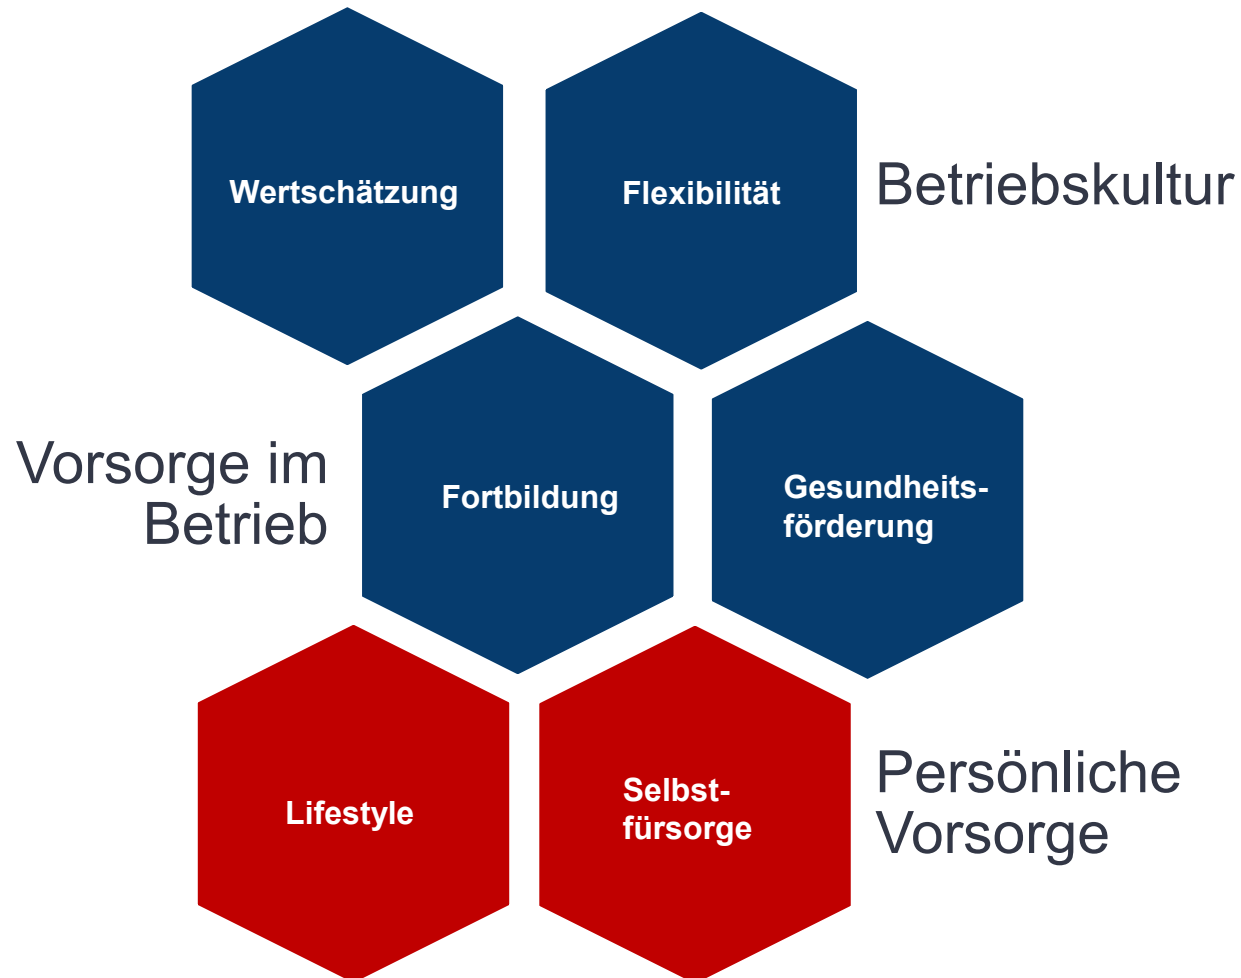 Wertschätzung
Flexibilität
Betriebskultur
Vorsorge im
Betrieb
Fortbildung
Gesundheits-
förderung
Lifestyle
Selbst-
fürsorge
Persönliche
Vorsorge